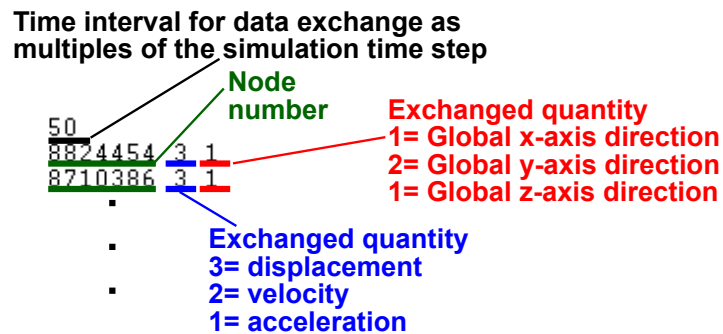 Time interval for data exchange as
multiples of the simulation time step
Node
number
50
8824454 3 1
8710386 3 1
Exchanged quantity
1= Global x-axis direction
2= Global y-axis direction
1= Global z-axis direction
Exchanged quantity
3= displacement
2= velocity
1= acceleration